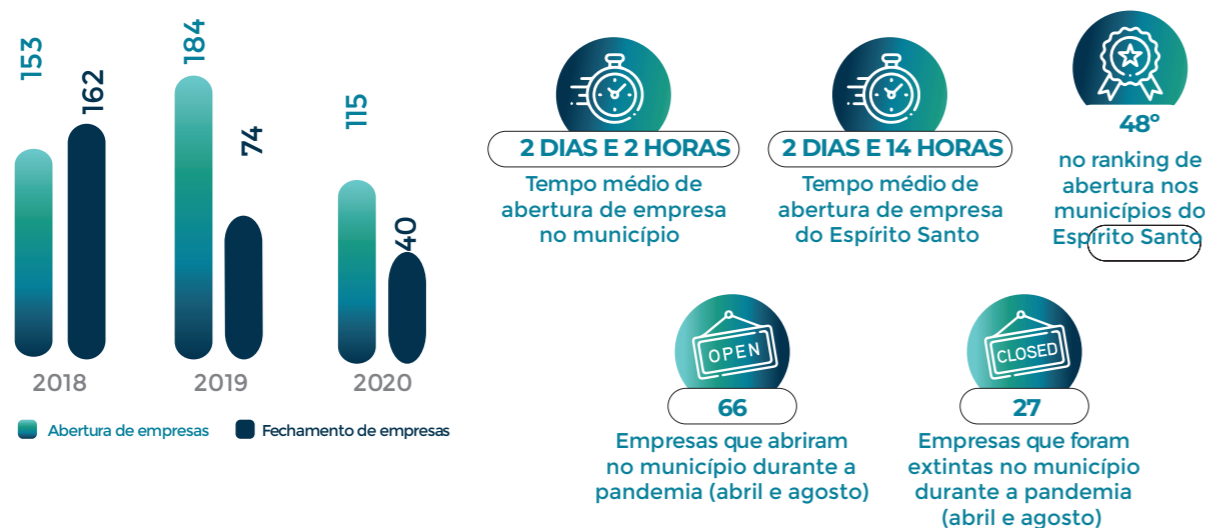 153
162
184
74
115
40
2018
2019
2020
Abertura de empresas
Fechamento de empresas
2 DIAS E 2 HORAS
Tempo médio de
abertura de empresa
no município
2 DIAS E 14 HORAS
Tempo médio de
abertura de empresa
do Espírito Santo
48º
no ranking de
abertura nos
municípios do
Espírito Santo
OPEN
66
Empresas que abriram
no município durante a
pandemia (abril e agosto)
CLOSED
27
Empresas que foram
extintas no município
durante a pandemia
(abril e agosto)